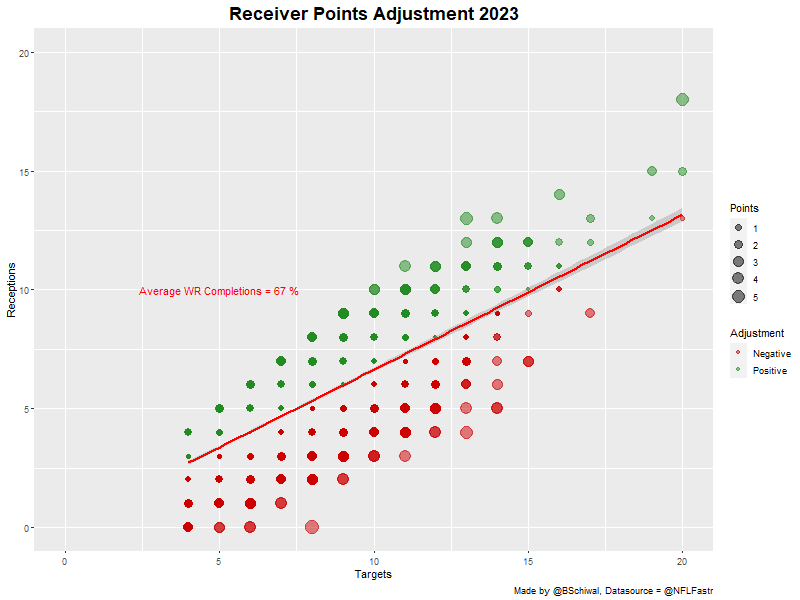 Receiver Points Adjustment 2023
20
15
10
5
0
Receptions
Average WR Completions = 67 %
0
5
10
15
20
Targets
Points
1
2
3
4
5
Adjustment
Negative
Positive
Made by @BSchiwal, Datasource = @NFLFastr